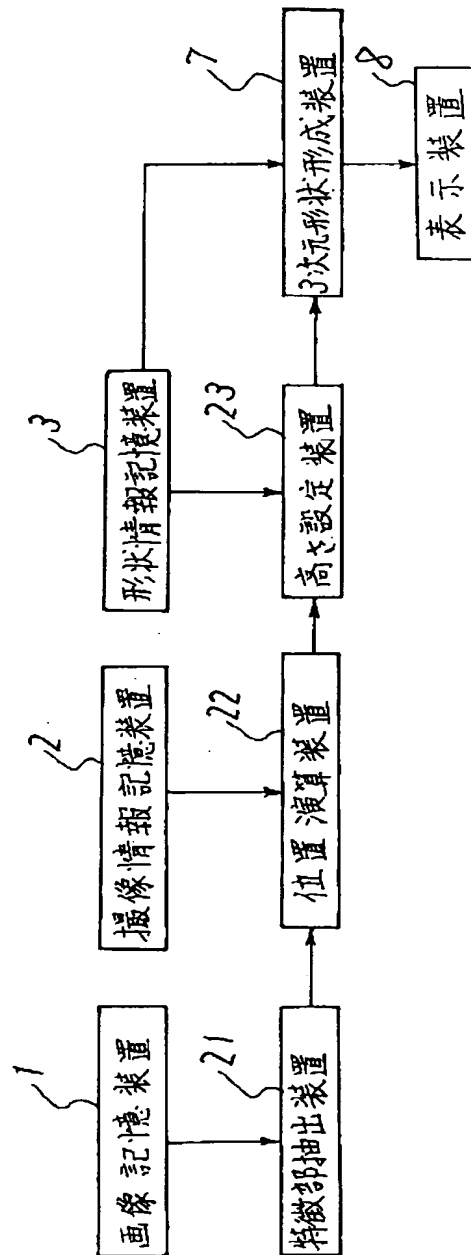 1
画像記憶装置
2
撮像情報記憶装置
3
形状情報記憶装置
21
特徴部抽出装置
22
位置演算装置
23
高さ設定装置
7
3次元形状形成装置
8
表示装置